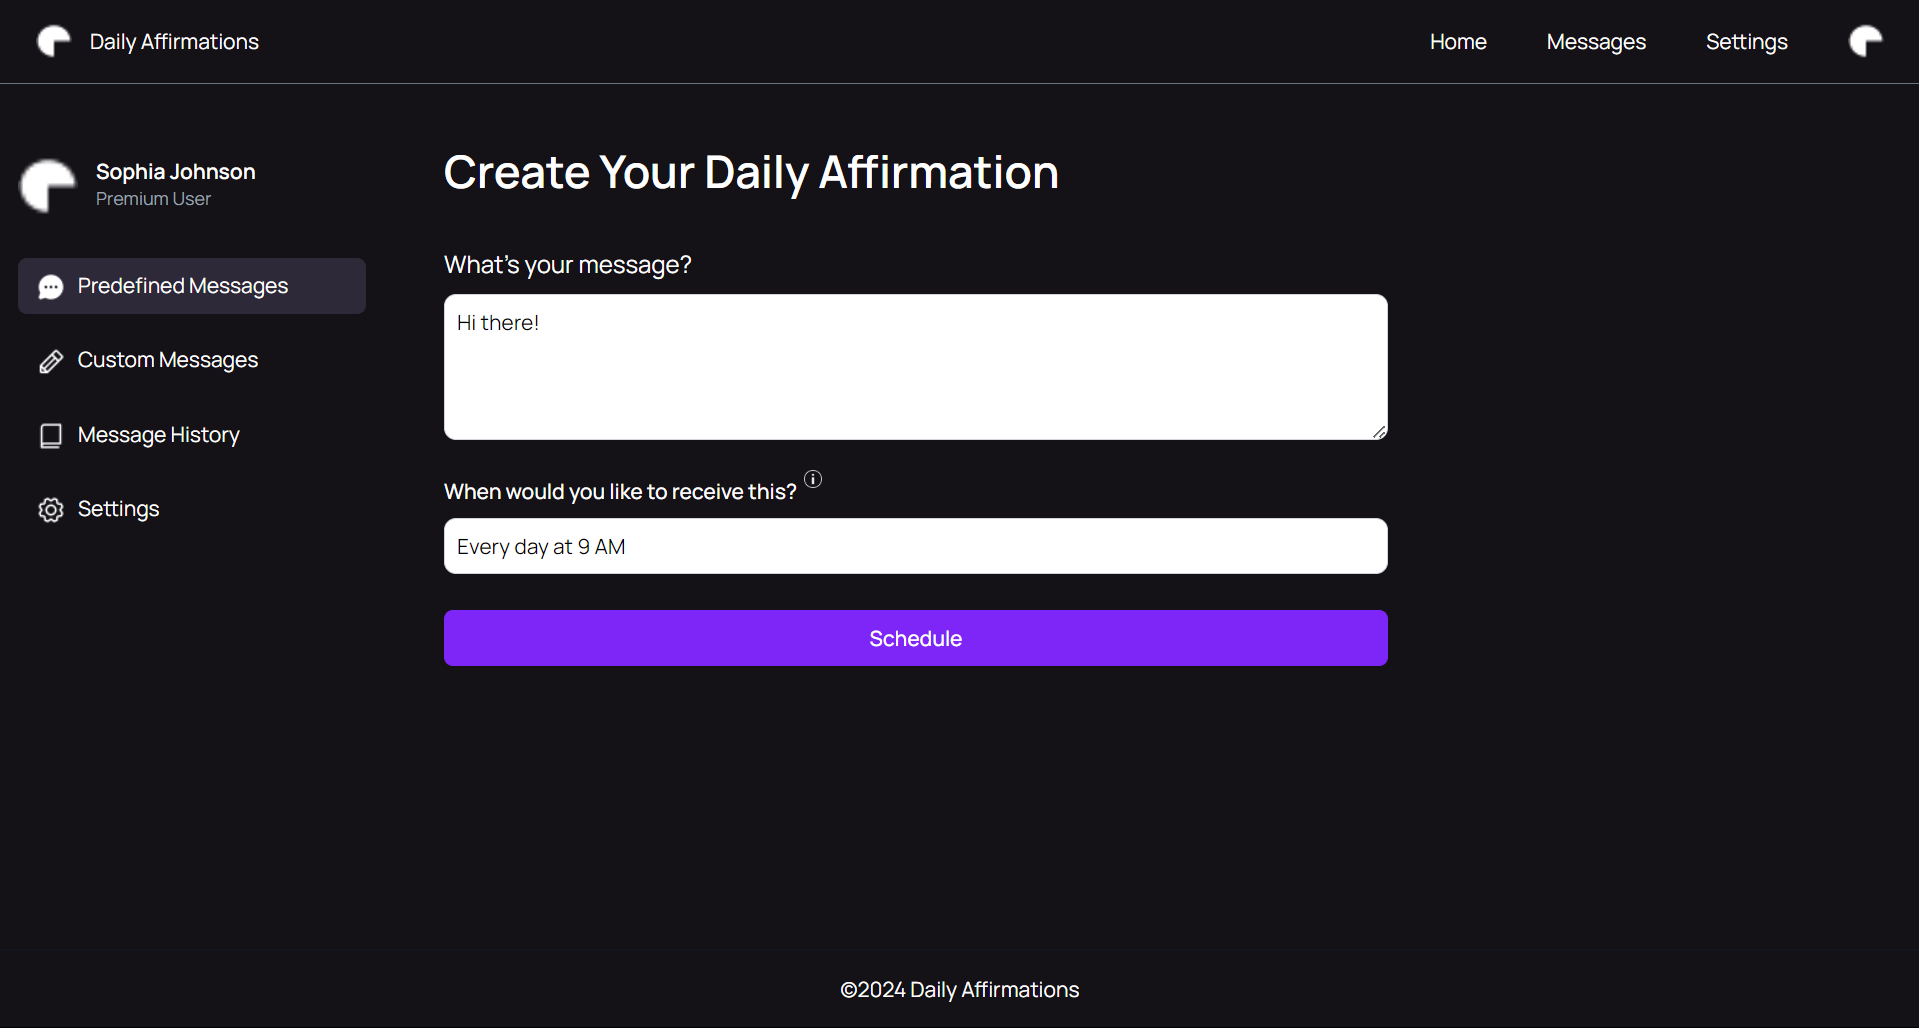 Daily Affirmations
Home
Messages
Settings
Sophia Johnson
Premium User
Predefined Messages
Custom Messages
Message History
Settings
Create Your Daily Affirmation
What's your message?
Hi there!
When would you like to receive this?
Every day at 9 AM
Schedule
©2024 Daily Affirmations